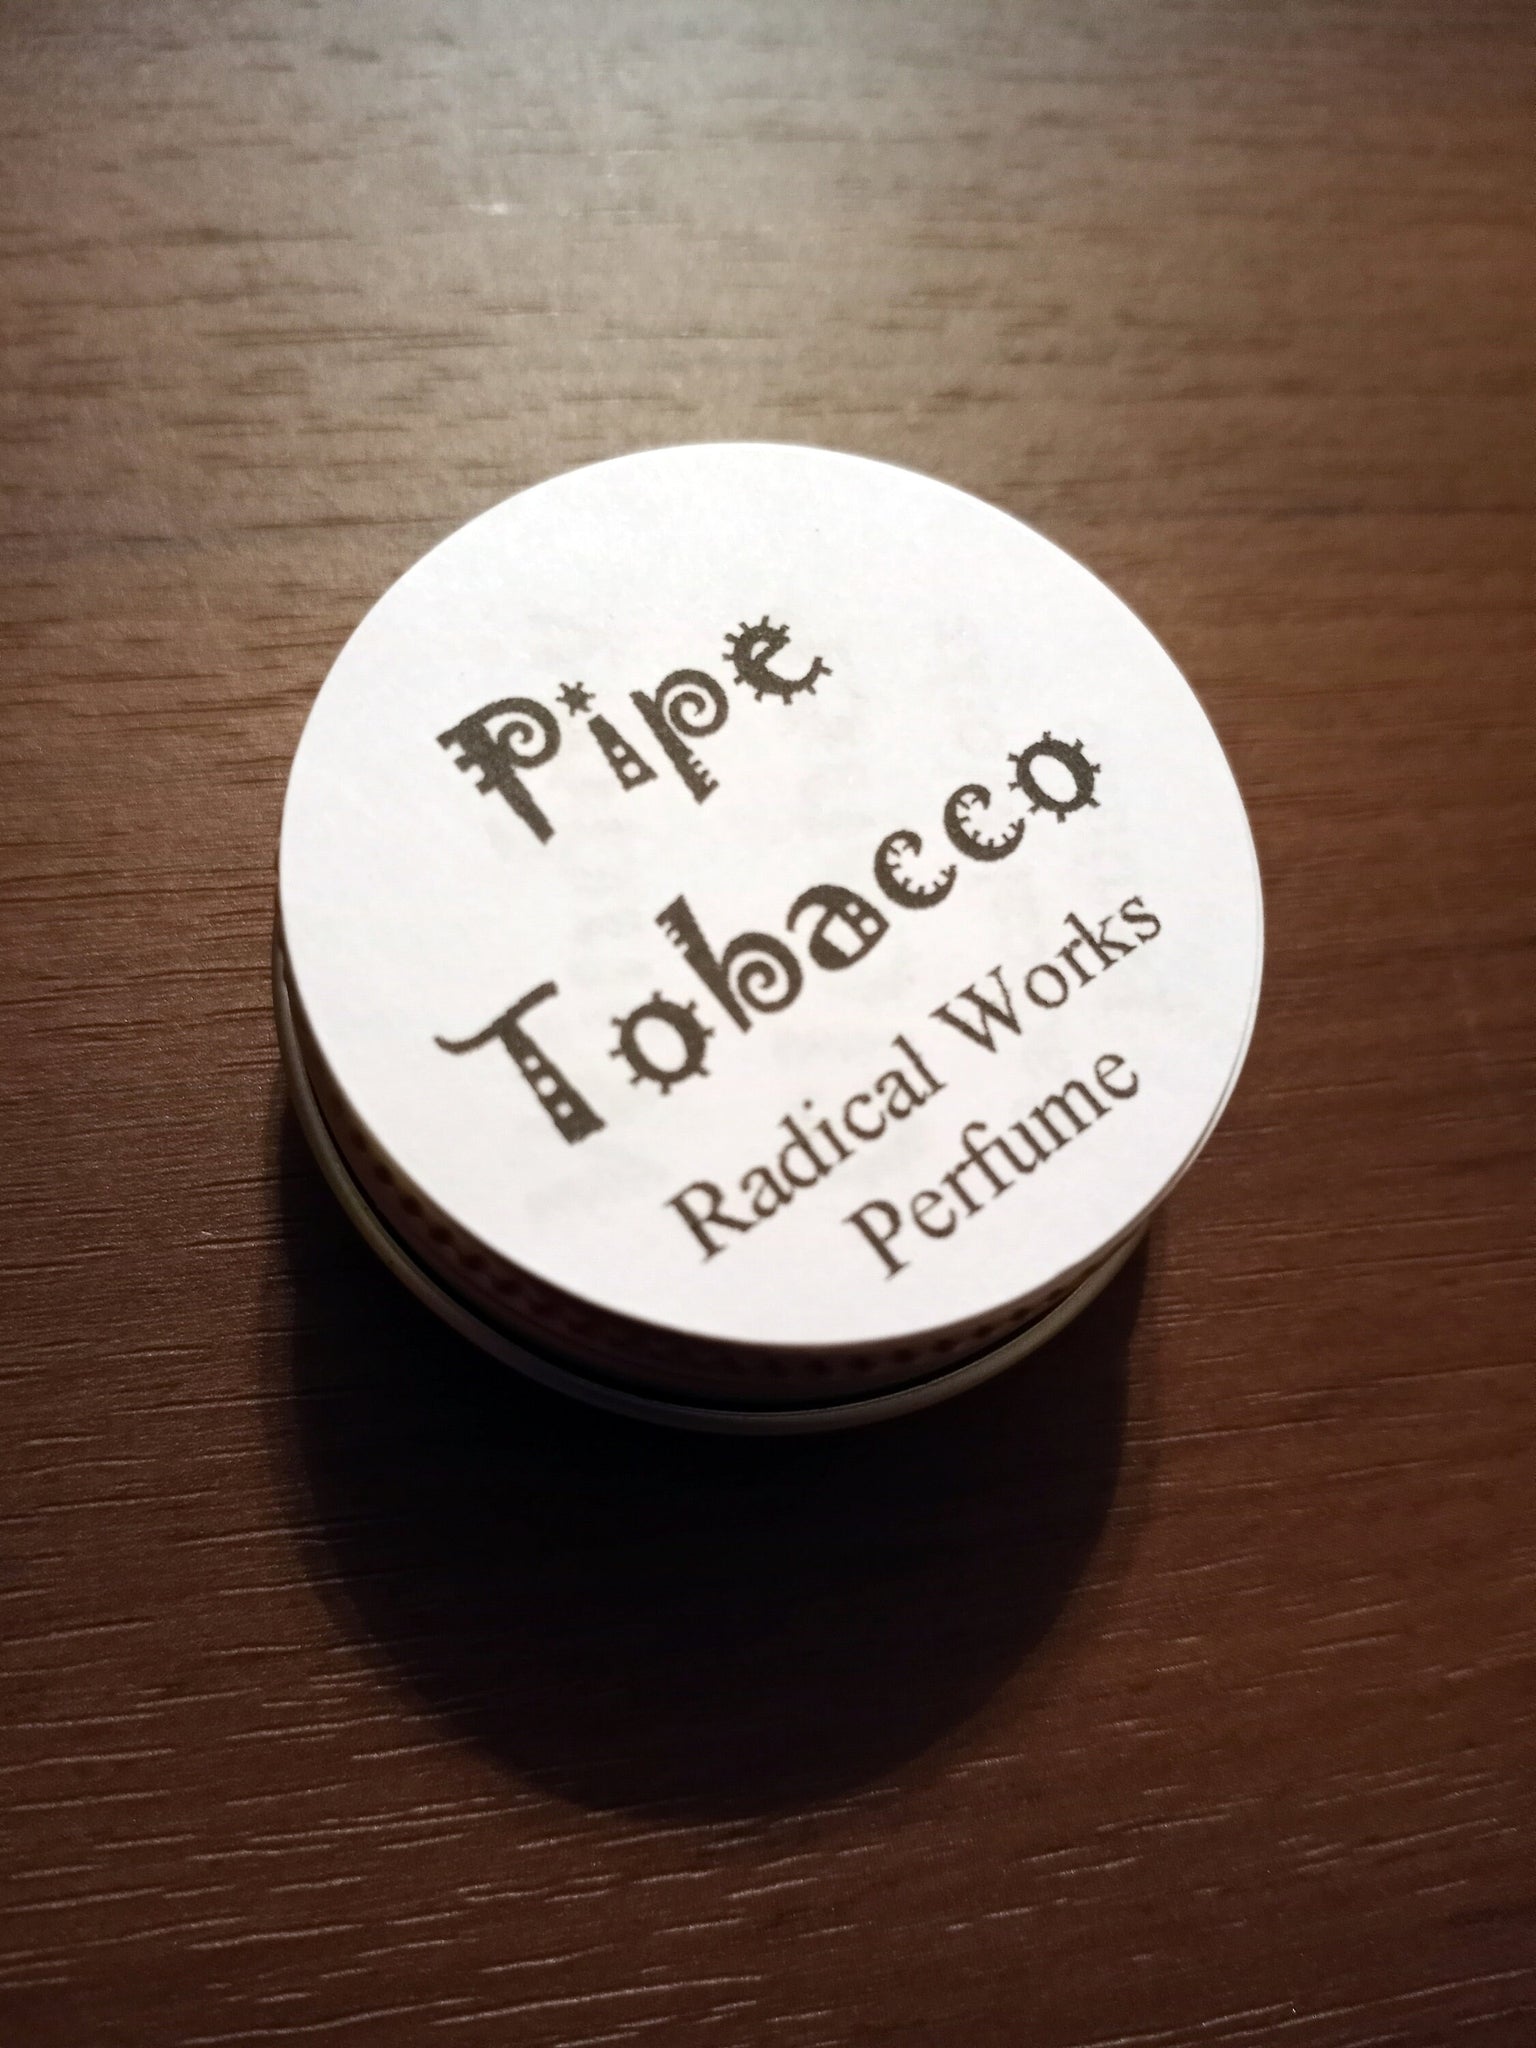 Pipe
Tobacco
Radical Works
Perfume